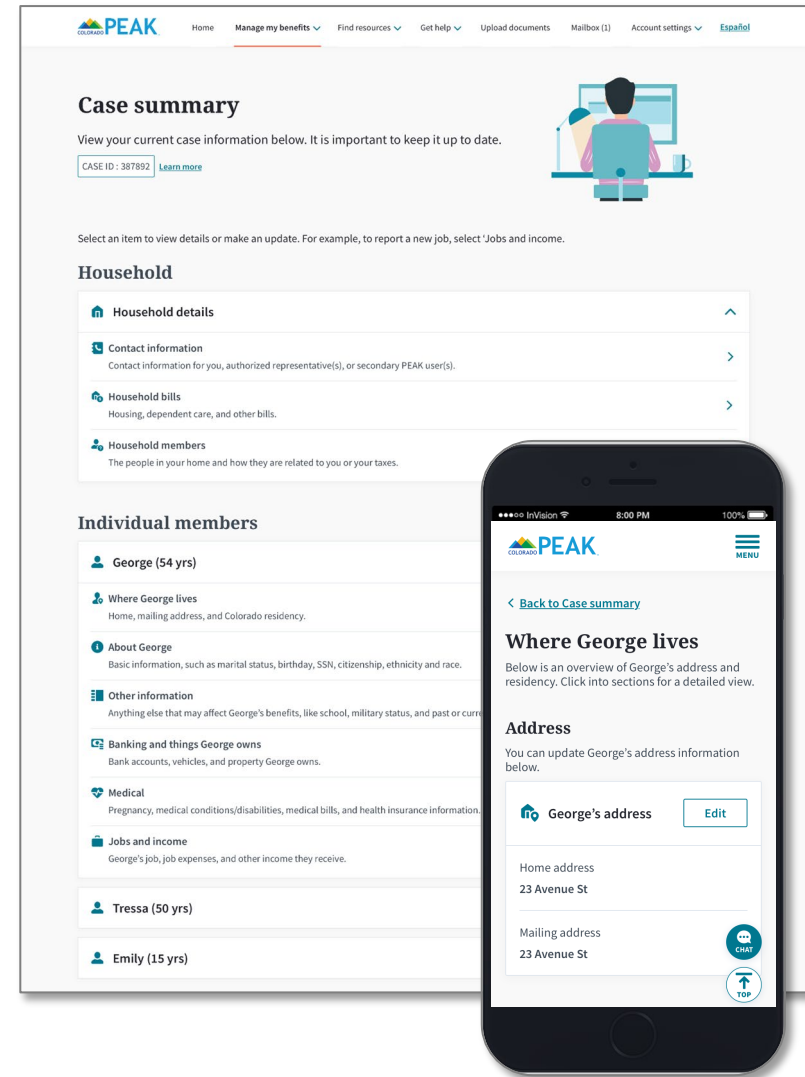 COLORADO PEAK
Home Manage my benefits Find resources Get help Upload documents Mailbox (1) Account settings Español
Case summary
View your current case information below. It is important to keep it up to date.
CASE ID : 387892 Learn more
Select an item to view details or make an update. For example, to report a new job, select 'Jobs and income.
Household
Household details
Contact information
Contact information for you, authorized representative(s), or secondary PEAK user(s).
Household bills
Housing, dependent care, and other bills.
Household members
The people in your home and how they are related to you or your taxes.
Individual members
George (54 yrs)
Where George lives
Home, mailing address, and Colorado residency.
About George
Basic information, such as marital status, birthday, SSN, citizenship, ethnicity and race.
Other information
Anything else that may affect George's benefits, like school, military status, and past or curre
Banking and things George owns
Bank accounts, vehicles, and property George owns.
Medical
Pregnancy, medical conditions/disabilities, medical bills, and health insurance information.
Jobs and income
George's job, job expenses, and other income they receive.
Tressa (50 yrs)
Emily (15 yrs)
InVision 8:00 PM 100%
COLORADO PEAK
MENU
Back to Case summary
Where George lives
Below is an overview of George's address and
residency. Click into sections for a detailed view.
Address
You can update George's address information
below.
George's address Edit
Home address
23 Avenue St
Mailing address
23 Avenue St
CHAT
TOP